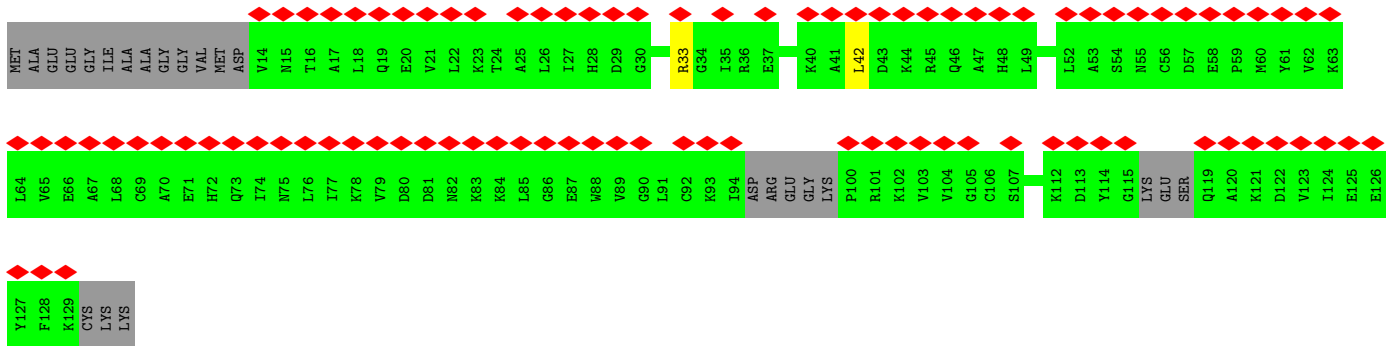 MET ALA GLU GLU GLY ILE ALA ALA GLY GLY VAL MET ASP V14 N15 T16 A17 L18 Q19 E20 V21 L22 K23 T24 A25 L26 I27 H28 D29 G30 R33 G34 I35 R36 E37 K40 A41 L42 D43 K44 R45 Q46 A47 H48 L49 L52 A53 S54 N55 C56 D57 E58 P59 M60 Y61 V62 K63
L64 V65 E66 A67 L68 C69 A70 E71 H72 Q73 I74 N75 L76 I77 K78 V79 D80 D81 N82 K83 K84 L85 G86 E87 W88 V89 G90 L91 C92 K93 I94 ASP ARG GLU GLY LYS P100 R101 K102 V103 V104 G105 C106 S107 K112 D113 Y114 G115 LYS GLU SER Q119 A120 K121 D122 V123 I124 E125 E126
Y127 F128 K129 CYS LYS LYS